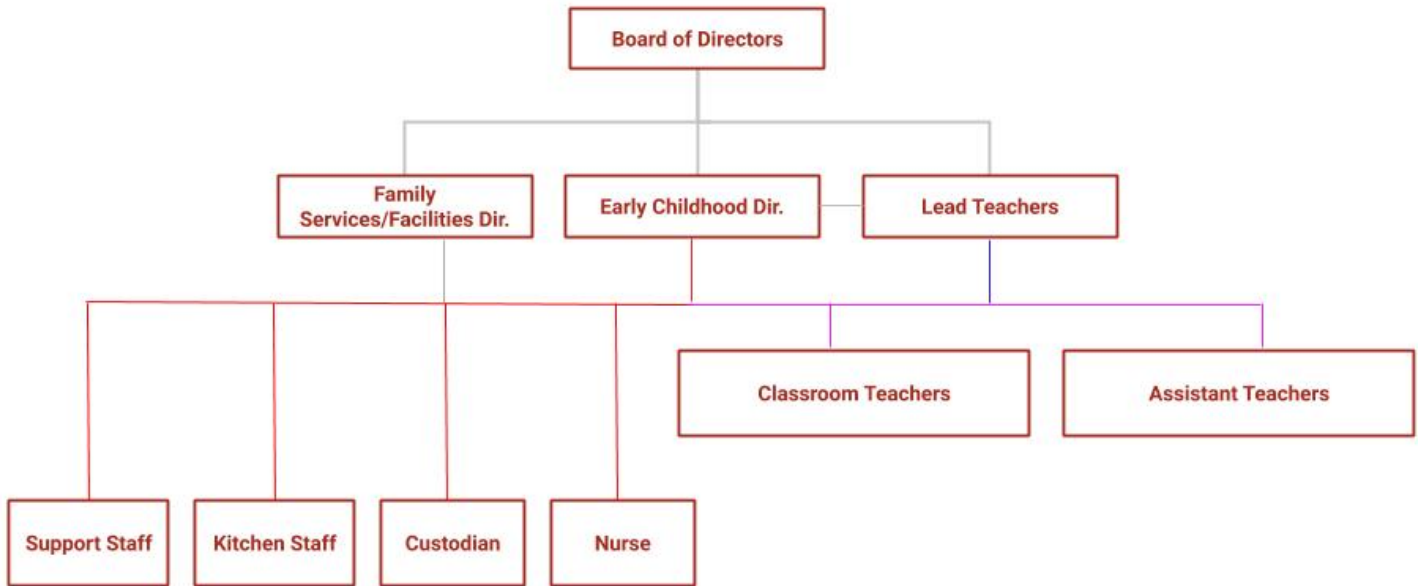 Board of Directors
Family
Services/Facilities Dir.
Early Childhood Dir.
Lead Teachers
Classroom Teachers
Assistant Teachers
Support Staff
Kitchen Staff
Custodian
Nurse